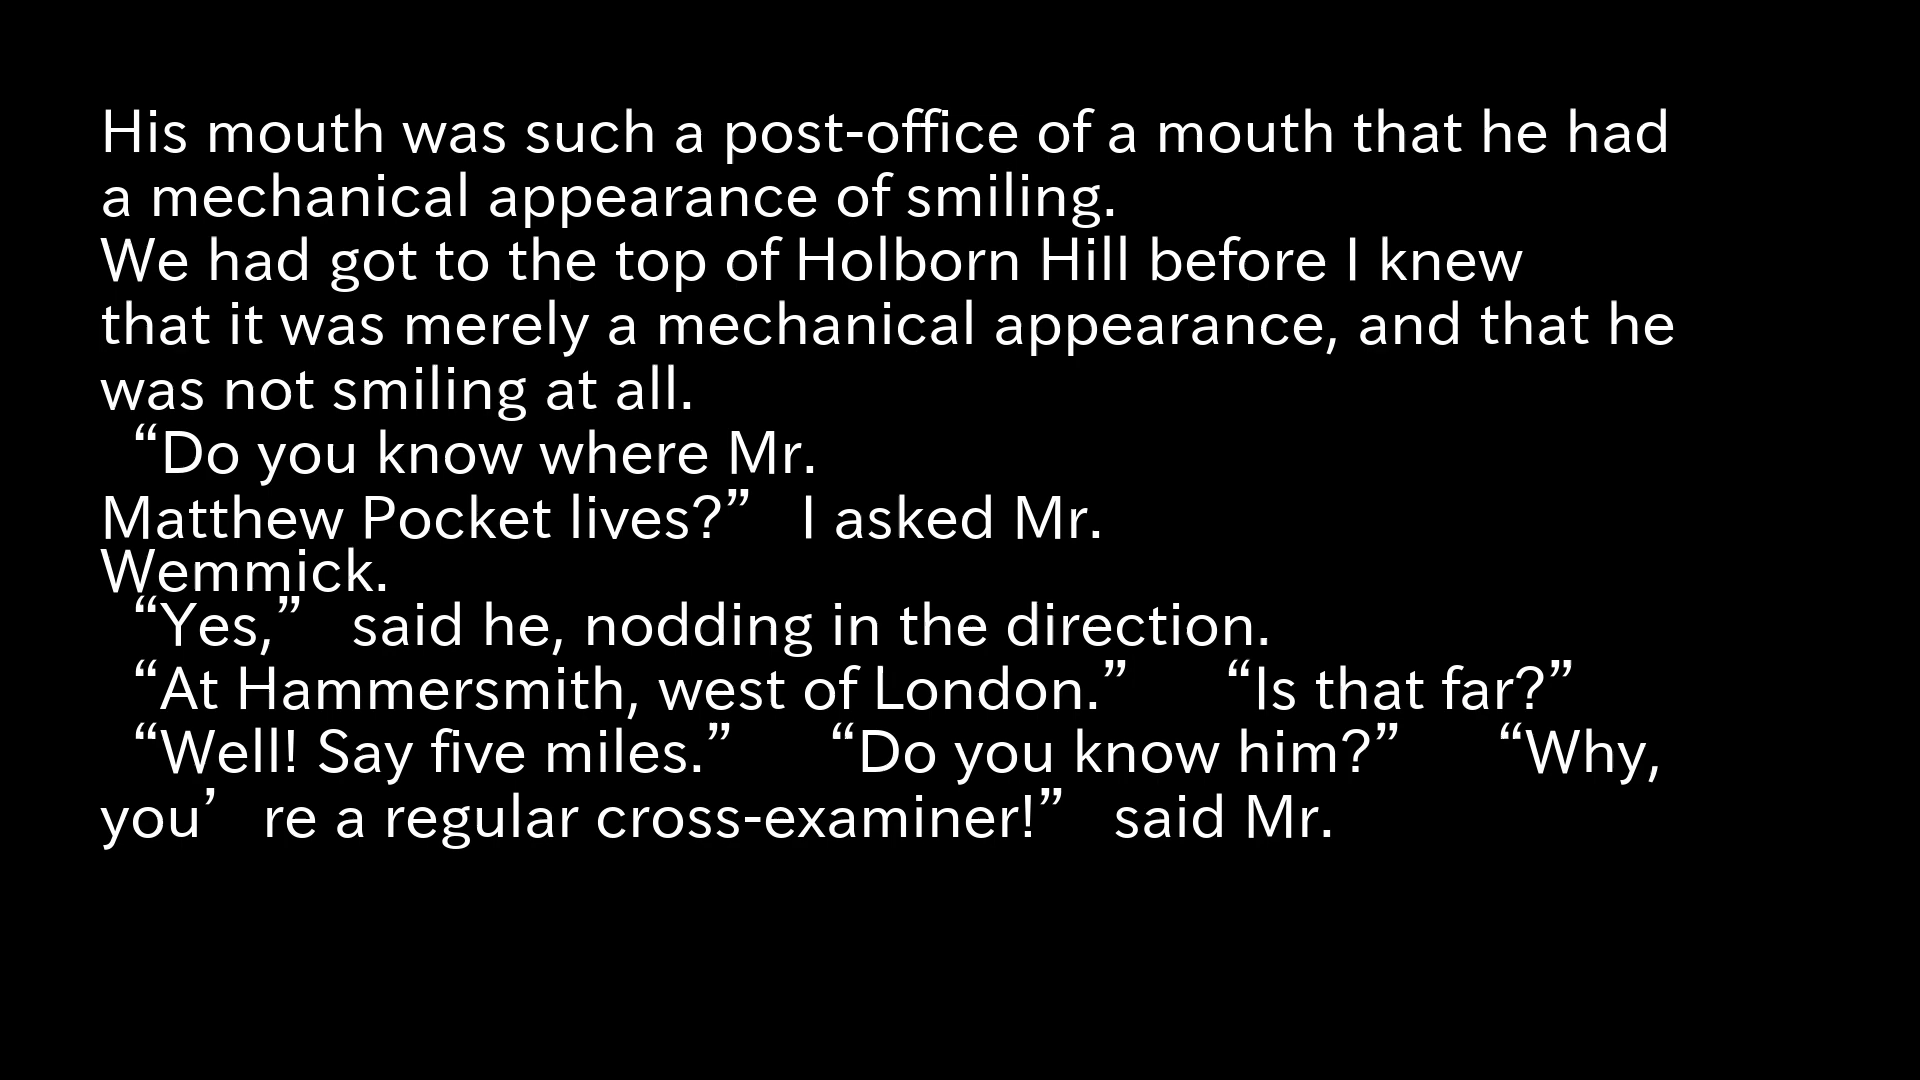 His mouth was such a post-office of a mouth that he had
a mechanical appearance of smiling.
We had got to the top of Holborn Hill before I knew
that it was merely a mechanical appearance, and that he
was not smiling at all.
“Do you know where Mr.
Matthew Pocket lives?” I asked Mr.
Wemmick.
“Yes,” said he, nodding in the direction.
“At Hammersmith, west of London.” “Is that far?”
“Well! Say five miles.” “Do you know him?” “Why,
you’re a regular cross-examiner!” said Mr.